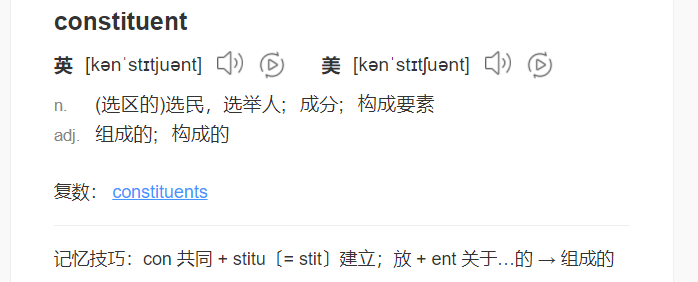 constituent
英 [kənˈstɪtjuənt] 美 [kənˈstɪtʃuənt]
n. (选区的)选民，选举人；成分；构成要素
adj. 组成的；构成的
复数： constituents
记忆技巧：con 共同 + stitu〔= stit〕建立；放 + ent 关于…的 → 组成的